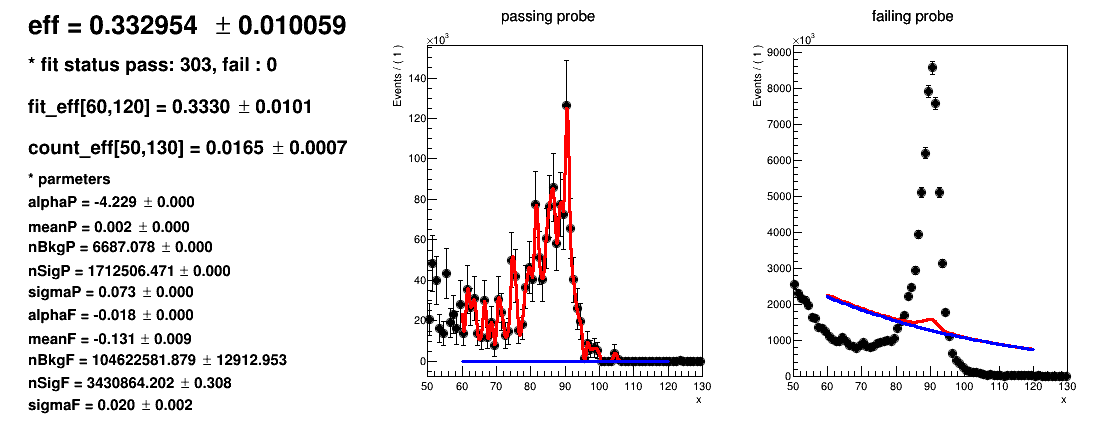 eff = 0.332954 ± 0.010059
* fit status pass: 303, fail : 0
fit_eff[60,120] = 0.3330 ± 0.0101
count_eff[50,130] = 0.0165 ± 0.0007
* parmeters
alphaP = -4.229 ± 0.000
meanP = 0.002 ± 0.000
nBkgP = 6687.078 ± 0.000
nSigP = 1712506.471 ± 0.000
sigmaP = 0.073 ± 0.000
alphaF = -0.018 ± 0.000
meanF = -0.131 ± 0.009
nBkgF = 104622581.879 ± 12912.953
nSigF = 3430864.202 ± 0.308
sigmaF = 0.020 ± 0.002
passing probe
×10³
Events / ( 1 )
140
120
100
80
60
40
20
0
50 60 70 80 90 100 110 120 130
x
failing probe
×10³
Events / ( 1 )
9000
8000
7000
6000
5000
4000
3000
2000
1000
0
50 60 70 80 90 100 110 120 130
x